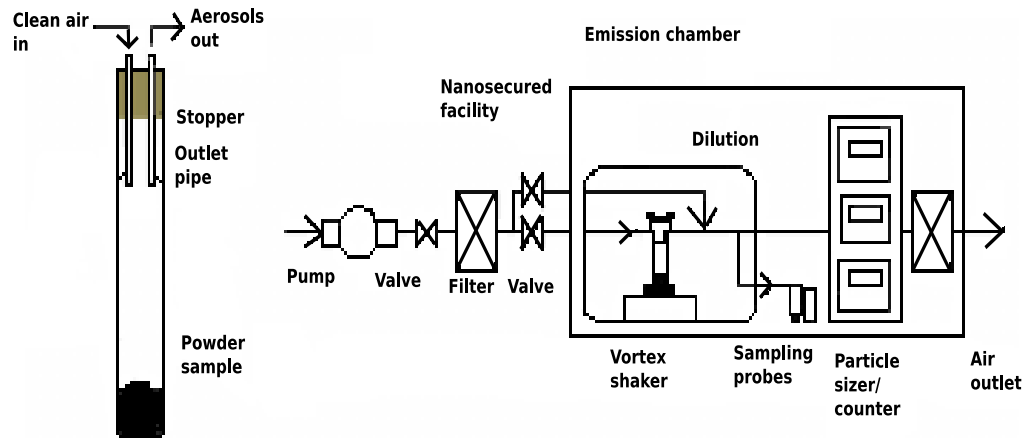 Clean air
in
Aerosols
out
Stopper
Outlet
pipe
Powder
sample
Emission chamber
Nanosecured
facility
Dilution
Pump
Valve
Filter
Valve
Vortex
shaker
Sampling
probes
Particle
sizer/
counter
Air
outlet